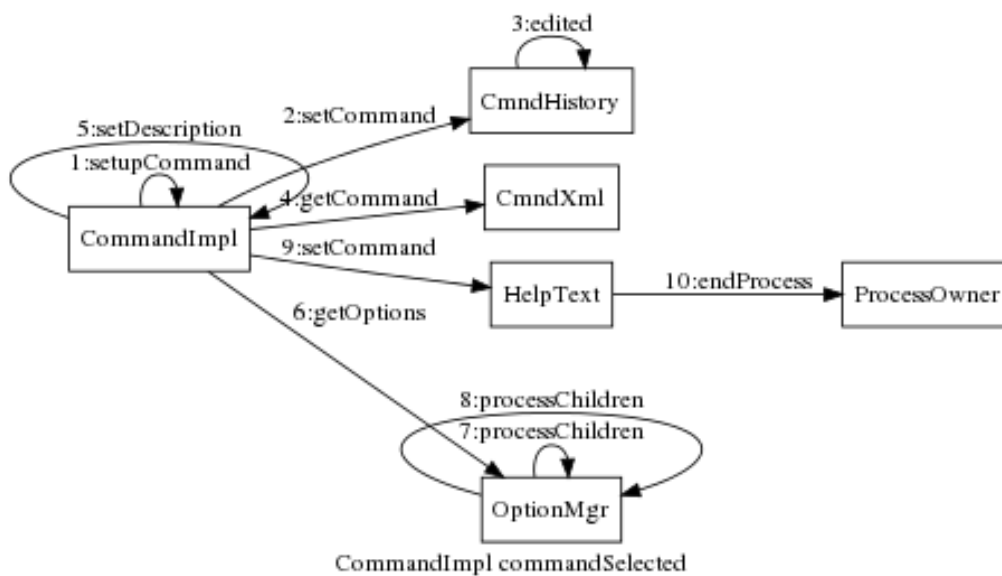 3:edited
CmndHistory
2:setCommand
5:setDescription
1:setupCommand
4:getCommand
CmndXml
CommandImpl
9:setCommand
HelpText
10:endProcess
ProcessOwner
6:getOptions
8:processChildren
7:processChildren
OptionMgr
CommandImpl commandSelected